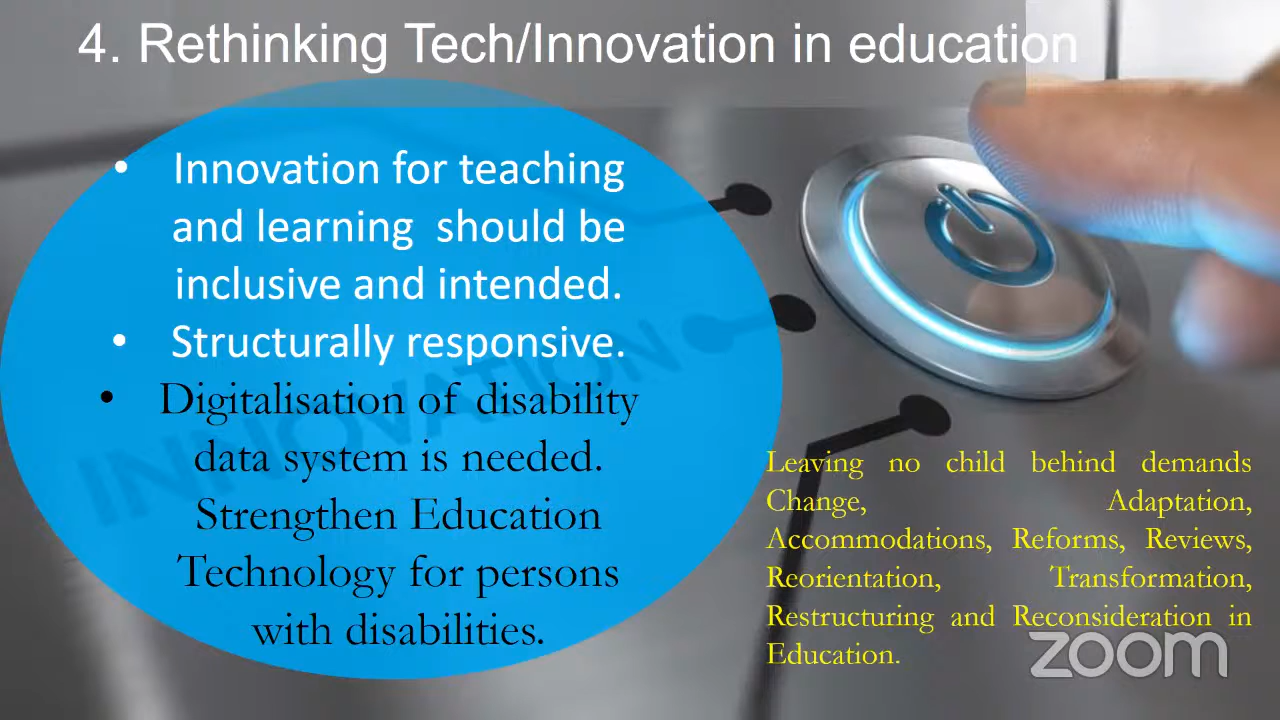 4. Rethinking Tech/Innovation in education
• Innovation for teaching
and learning should be
inclusive and intended.
• Structurally responsive.
• Digitalisation of disability
data system is needed.
Strengthen Education
Technology for persons
with disabilities.
INNOVATION
Leaving no child behind demands
Change, Adaptation,
Accommodations, Reforms, Reviews,
Reorientation, Transformation,
Restructuring and Reconsideration in
Education.
zoom